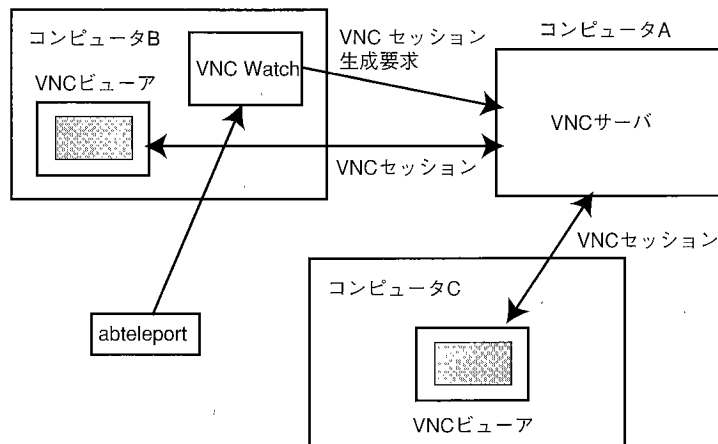 コンピュータB
VNC Watch
VNCビューア
VNC セッション
生成要求
コンピュータA
VNCサーバ
VNCセッション
VNCセッション
コンピュータC
abteleport
VNCビューア